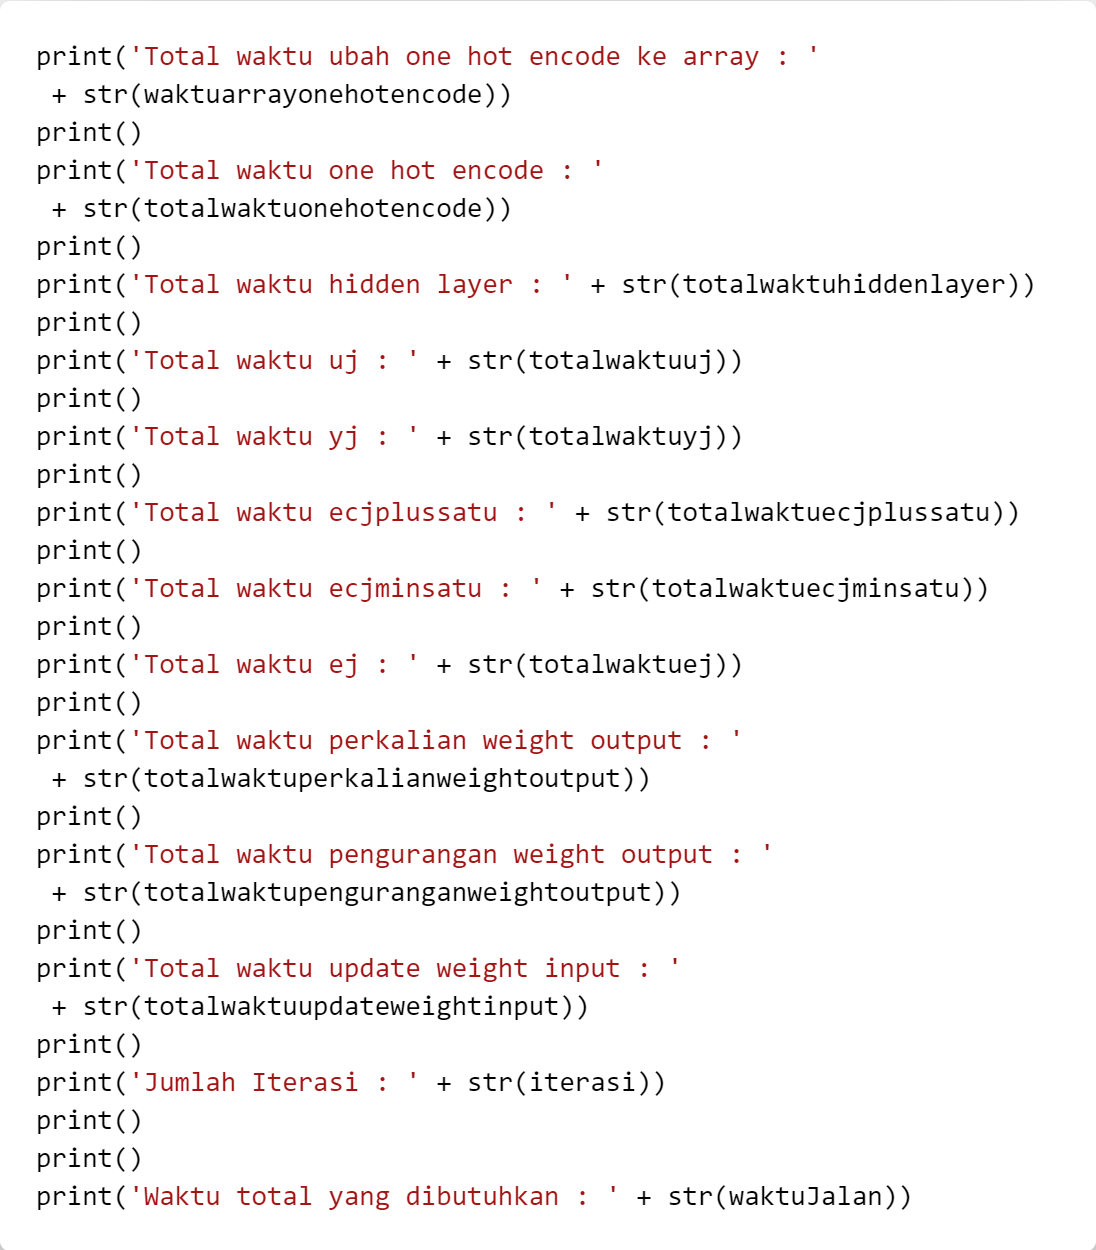 print('Total waktu ubah one hot encode ke array : '
 + str(waktuarrayonehotencode))
print()
print('Total waktu one hot encode : '
 + str(totalwaktuonehotencode))
print()
print('Total waktu hidden layer : ' + str(totalwaktuhiddenlayer))
print()
print('Total waktu uj : ' + str(totalwaktuuj))
print()
print('Total waktu yj : ' + str(totalwaktuyj))
print()
print('Total waktu ecjplussatu : ' + str(totalwaktuecjplussatu))
print()
print('Total waktu ecjminsatu : ' + str(totalwaktuecjminsatu))
print()
print('Total waktu ej : ' + str(totalwaktuej))
print()
print('Total waktu perkalian weight output : '
 + str(totalwaktuperkalianweightoutput))
print()
print('Total waktu pengurangan weight output : '
 + str(totalwaktupenguranganweightoutput))
print()
print('Total waktu update weight input : '
 + str(totalwaktuupdateweightinput))
print()
print('Jumlah Iterasi : ' + str(iterasi))
print()
print()
print('Waktu total yang dibutuhkan : ' + str(waktuJalan))